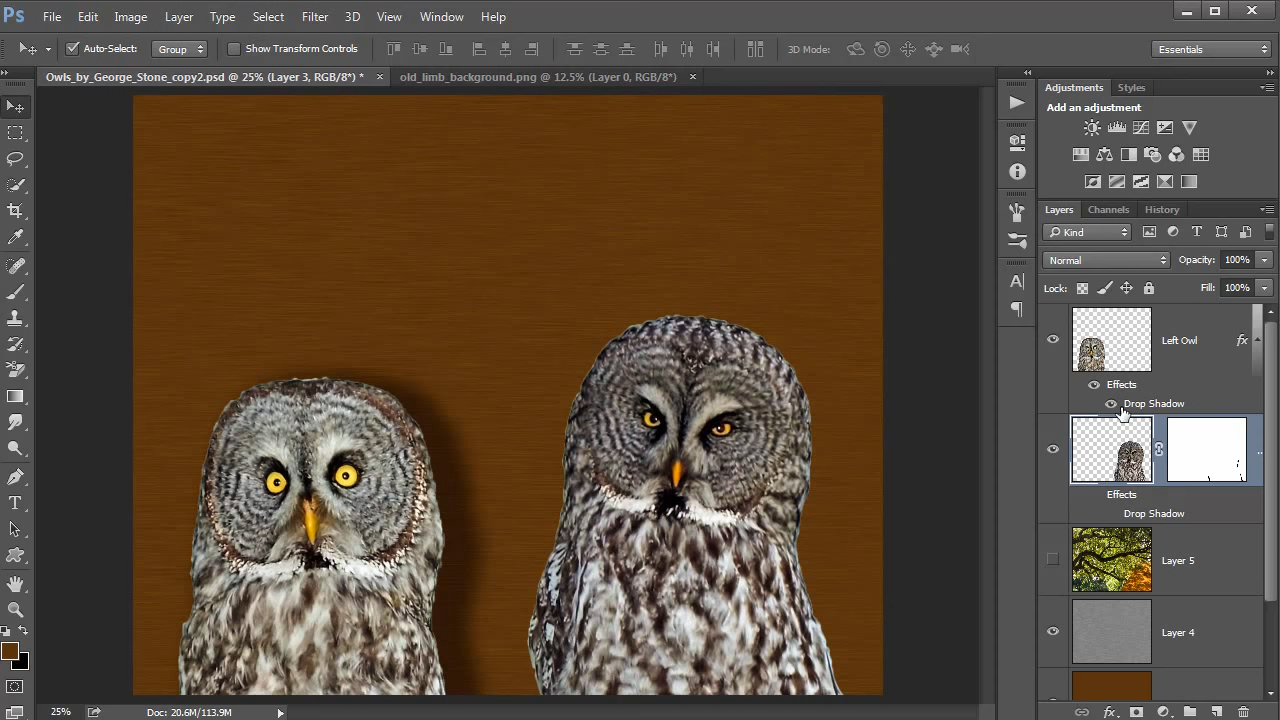 Ps File Edit Image Layer Type Select Filter 3D View Window Help
Auto-Select: Group Show Transform Controls 3D Mode: Essentials
Owls_by_George_Stone_copy2.psd @ 25% (Layer 3, RGB/8*) * × old_limb_background.png @ 12.5% (Layer 0, RGB/8*) ×
Adjustments Styles
Add an adjustment
Layers Channels History
Kind
Normal Opacity: 100%
Lock: Fill: 100%
Left Owl fx
Effects
Drop Shadow
Effects
Drop Shadow
Layer 5
Layer 4
25% Doc: 20.6M/113.9M
fx